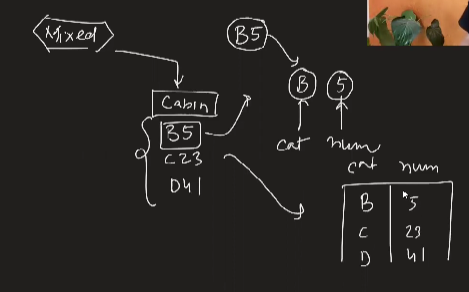 Mixed
B5
B 5
cat num
Cabin
B5
C23
D41
cat num
B 5
C 23
D 41